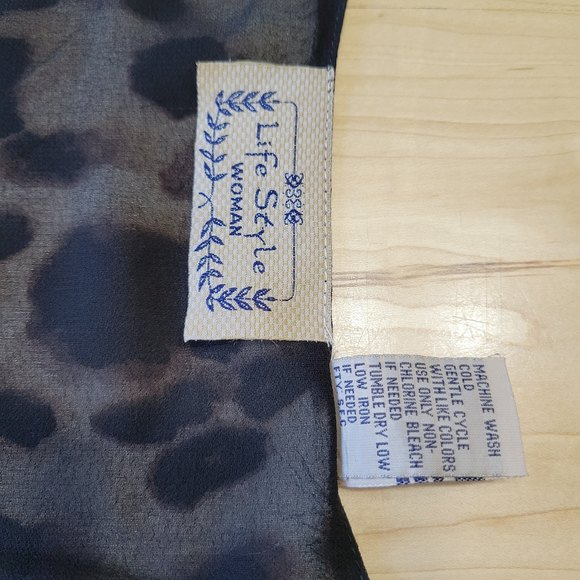 Life Style
WOMAN
MACHINE WASH
COLD
GENTLE CYCLE
WITH LIKE COLORS
USE ONLY NON-
CHLORINE BLEACH
IF NEEDED
TUMBLE DRY LOW
LOW IRON
IF NEEDED